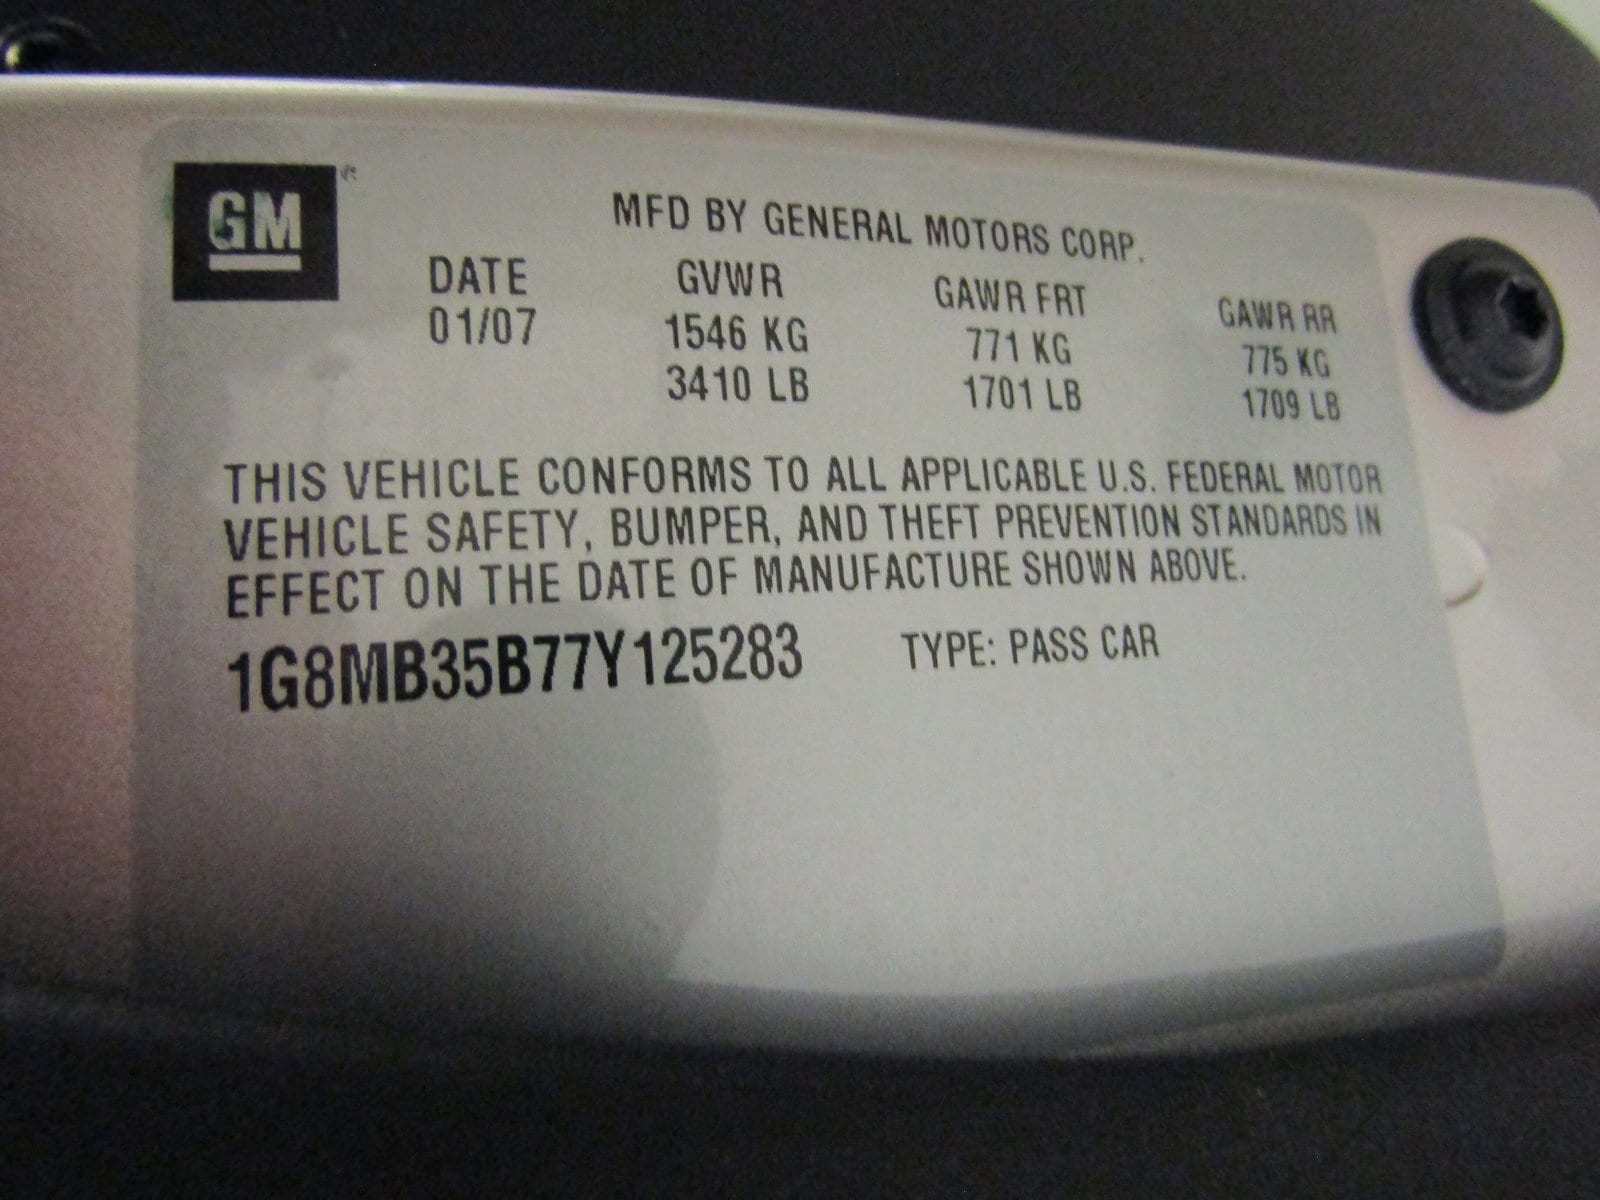 GM®
MFD BY GENERAL MOTORS CORP.
DATE GVWR GAWR FRT GAWR RR
01/07 1546 KG 771 KG 775 KG
3410 LB 1701 LB 1709 LB
THIS VEHICLE CONFORMS TO ALL APPLICABLE U.S. FEDERAL MOTOR
VEHICLE SAFETY, BUMPER, AND THEFT PREVENTION STANDARDS IN
EFFECT ON THE DATE OF MANUFACTURE SHOWN ABOVE.
1G8MB35B77Y125283 TYPE: PASS CAR